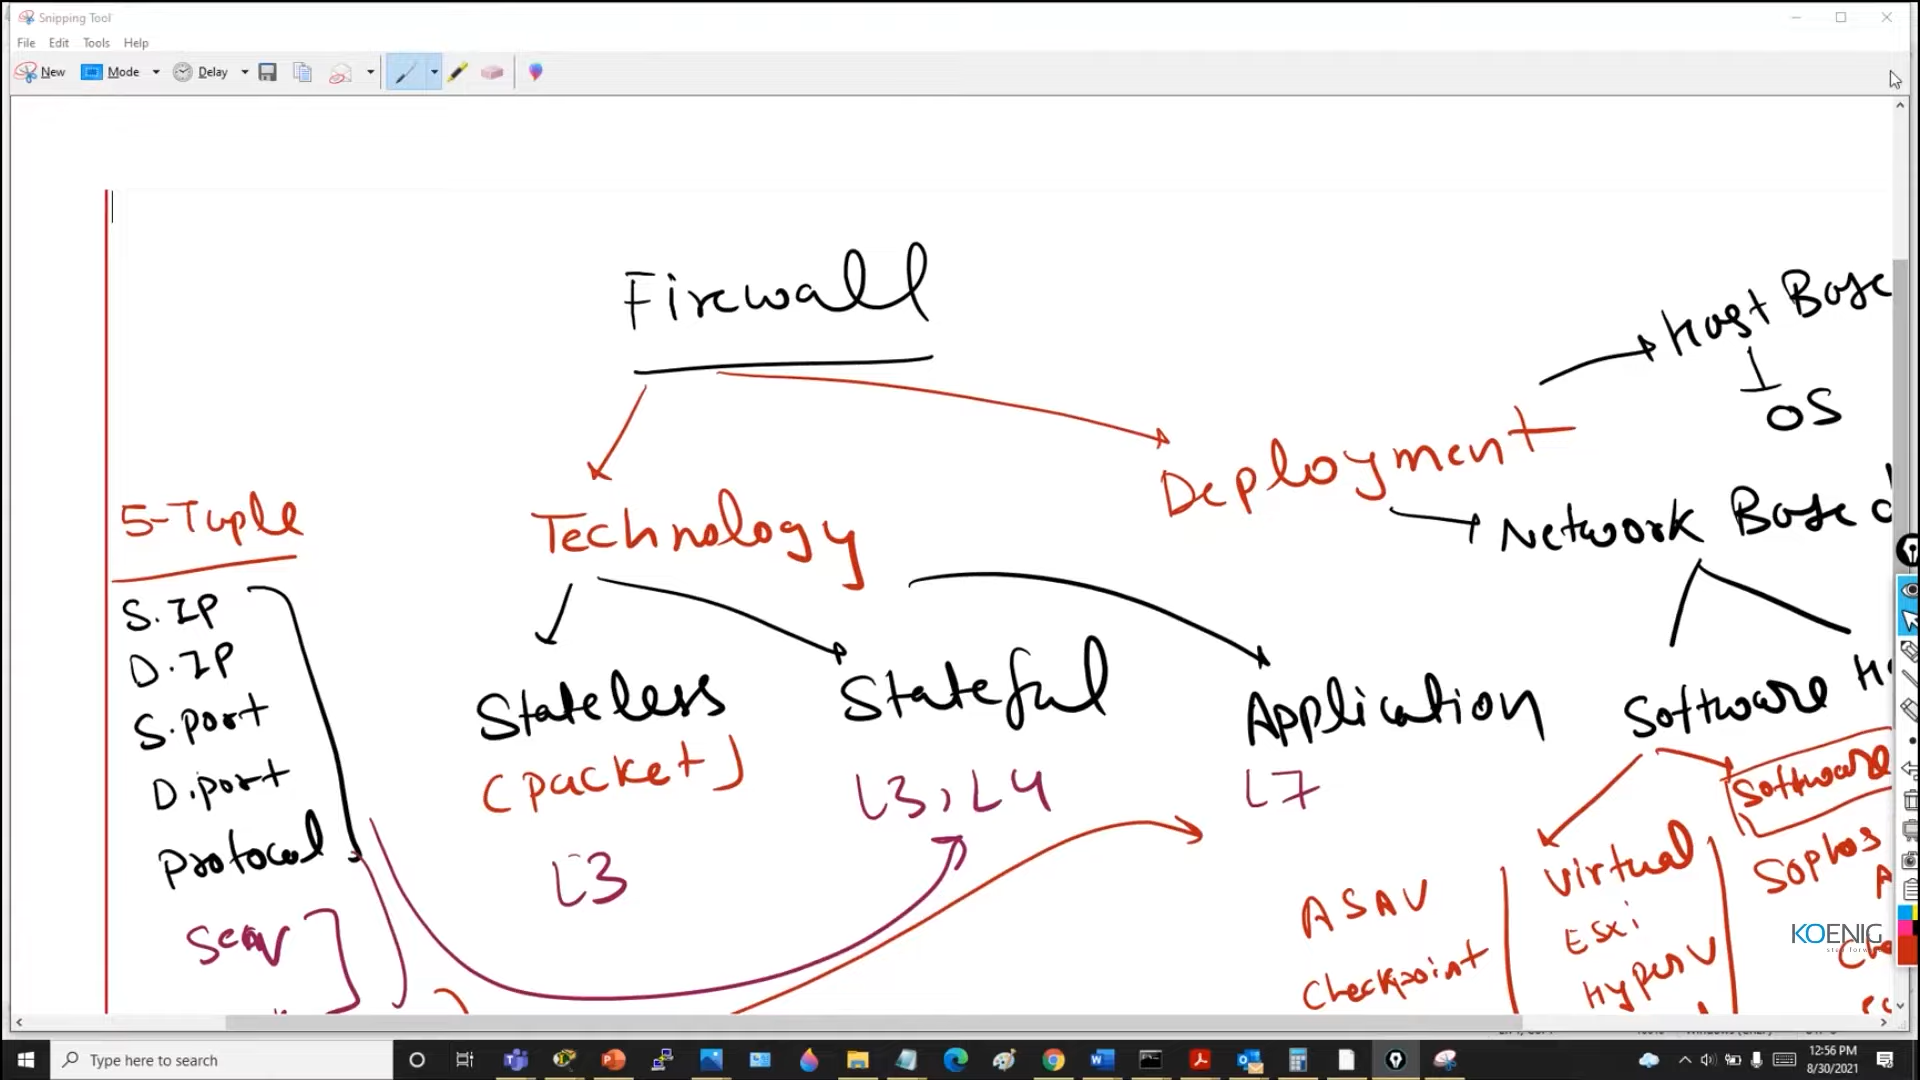 Snipping Tool
File Edit Tools Help
New Mode Delay
Firewall
Host Base
OS
Deployment
5-Tuple
Technology
Network Based
S.IP
D.IP
S.port
D.port
Protocol
Stateless
Stateful
Application
Software
(packet)
L3, L4
L7
Software
L3
Virtual
Sophos
ASAV
ESXi
KOENIG
Checkpoint
HyperV
Type here to search
12:56 PM
8/30/2021